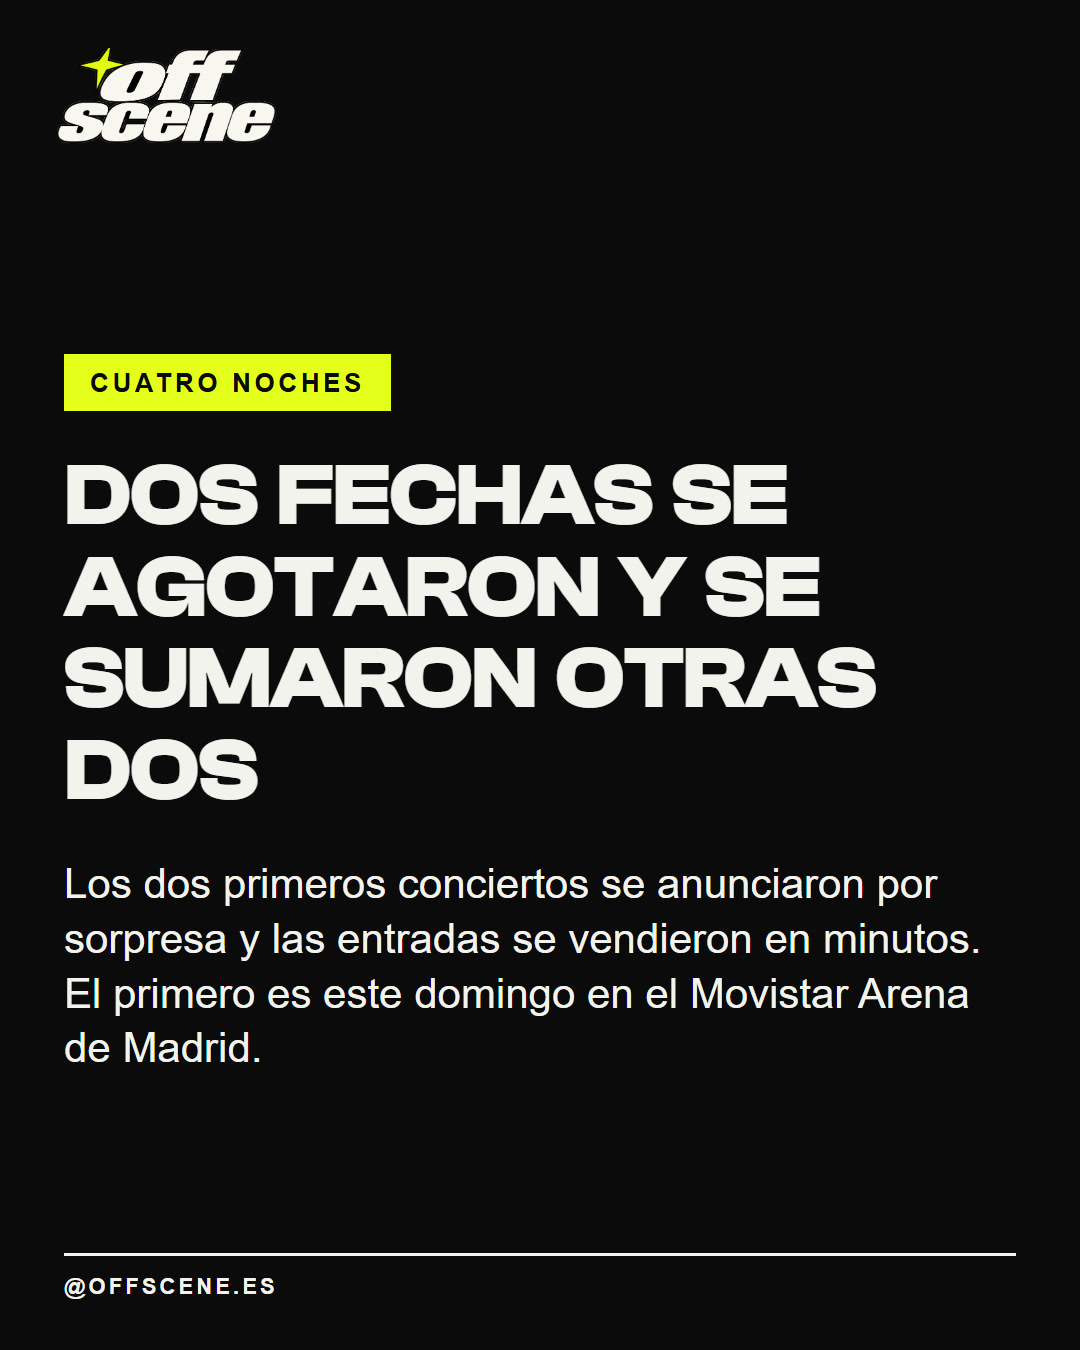 off
scene
CUATRO NOCHES
DOS FECHAS SE
AGOTARON Y SE
SUMARON OTRAS
DOS
Los dos primeros conciertos se anunciaron por
sorpresa y las entradas se vendieron en minutos.
El primero es este domingo en el Movistar Arena
de Madrid.
@OFFSCENE.ES